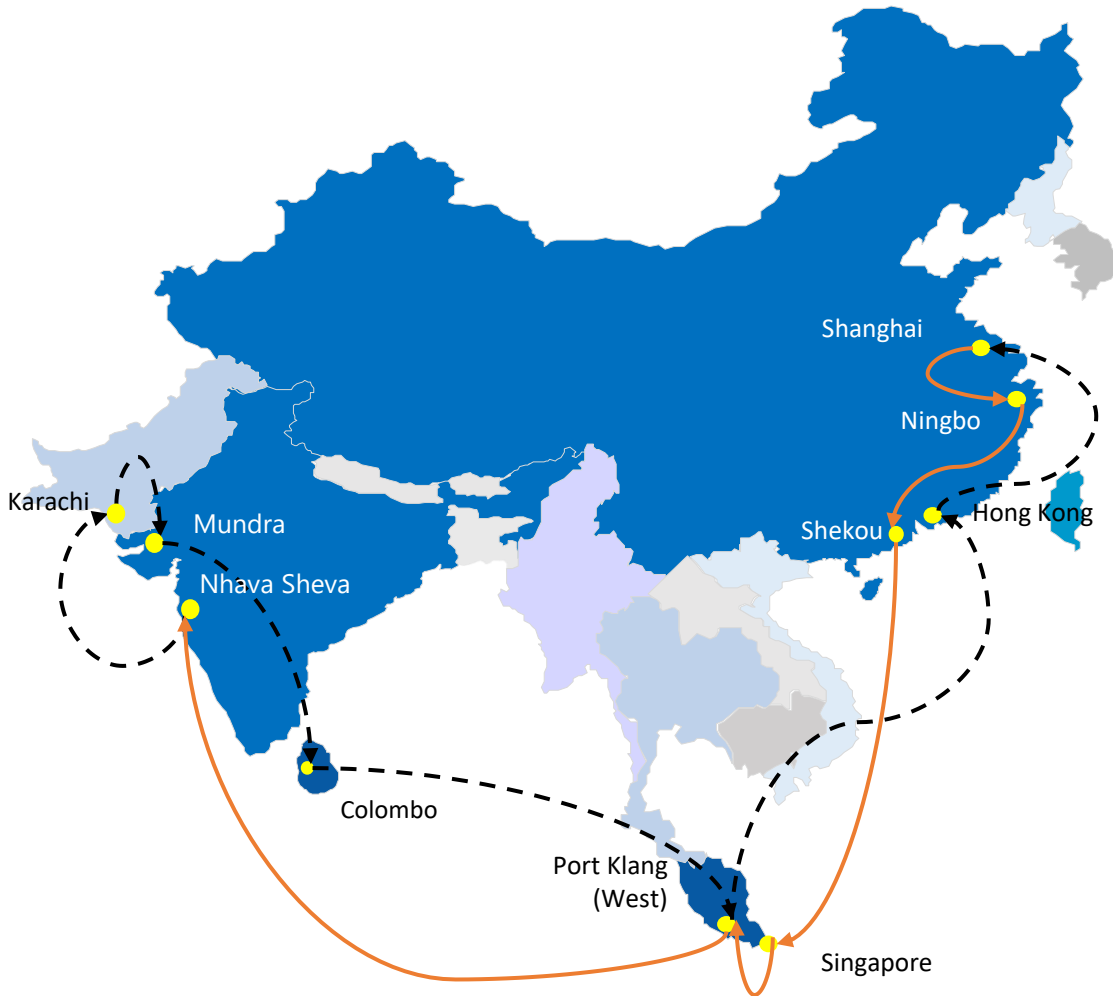 Shanghai
Ningbo
Karachi
Mundra
Shekou
Hong Kong
Nhava Sheva
Colombo
Port Klang
(West)
Singapore